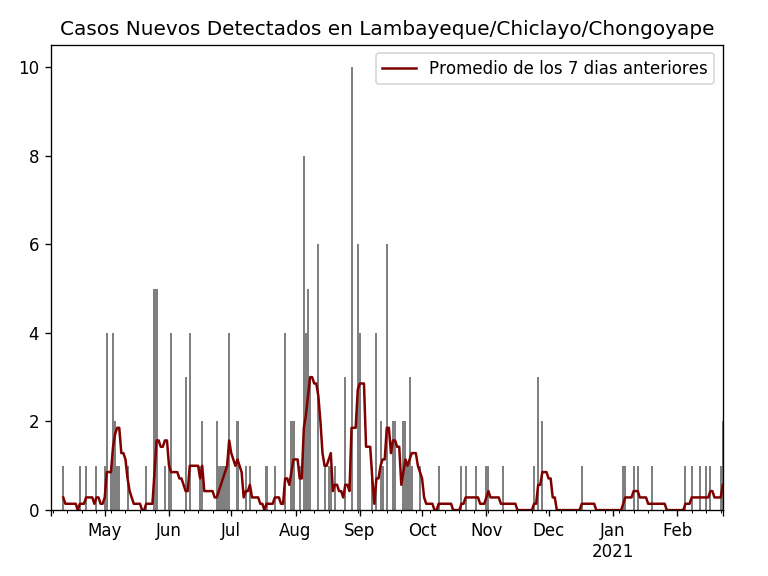 Casos Nuevos Detectados en Lambayeque/Chiclayo/Chongoyape
Promedio de los 7 dias anteriores
10
8
6
4
2
0
May Jun Jul Aug Sep Oct Nov Dec Jan Feb
2021